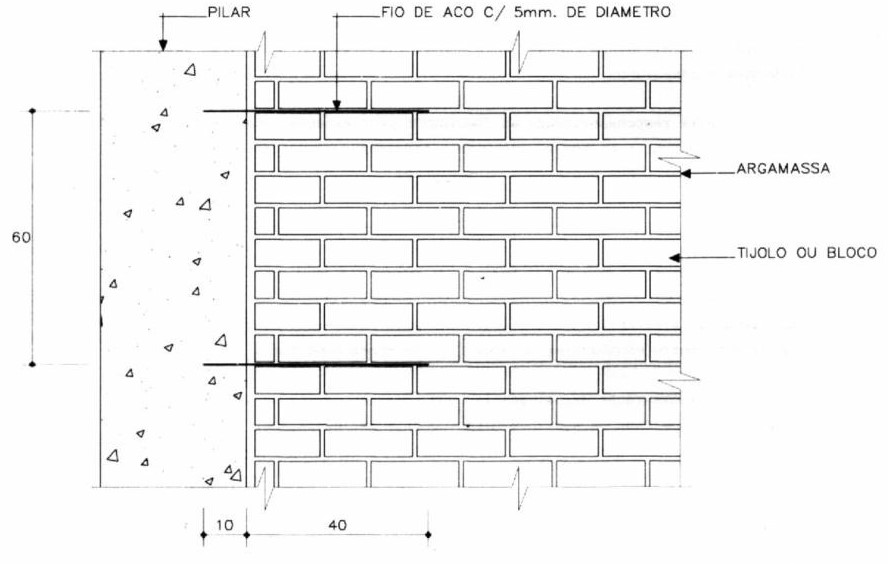 PILAR
FIO DE ACO C/ 5mm. DE DIAMETRO
ARGAMASSA
60
TIJOLO OU BLOCO
10
40